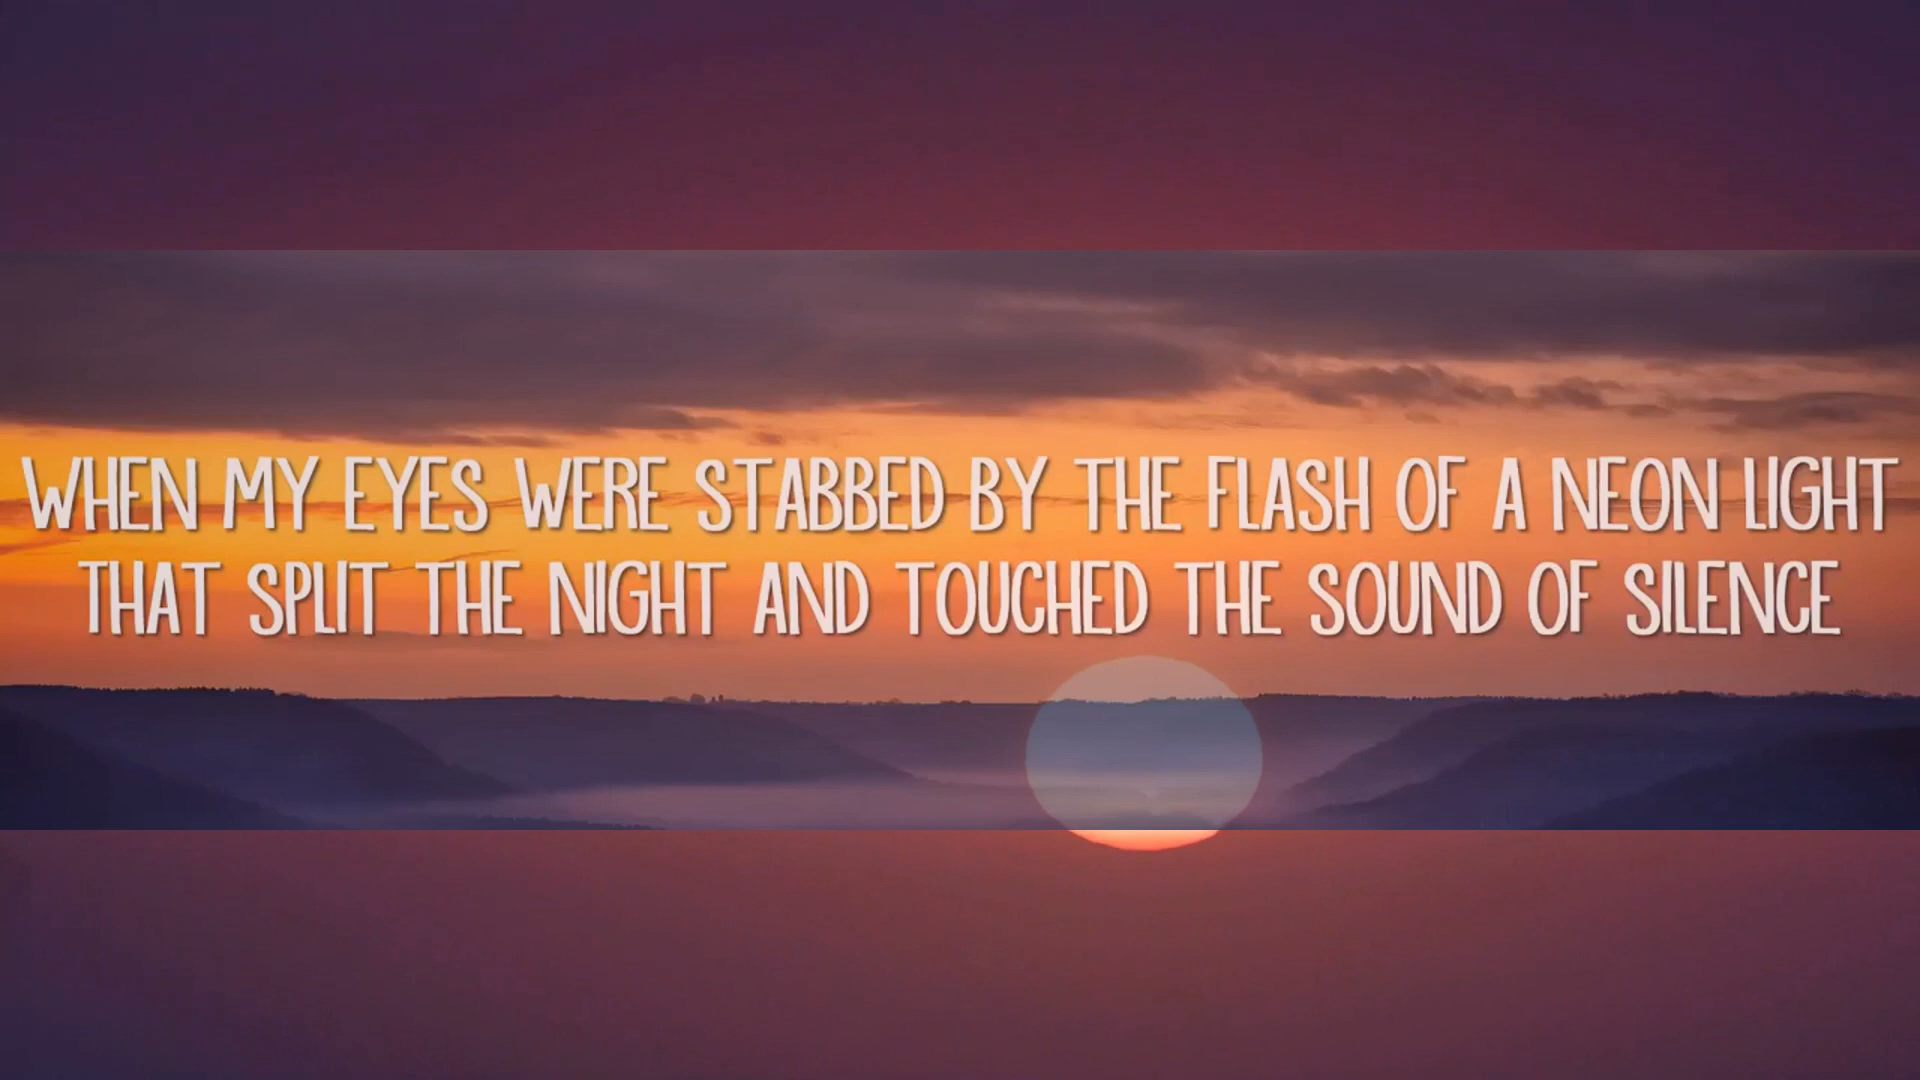 WHEN MY EYES WERE STABBED BY THE FLASH OF A NEON LIGHT
THAT SPLIT THE NIGHT AND TOUCHED THE SOUND OF SILENCE